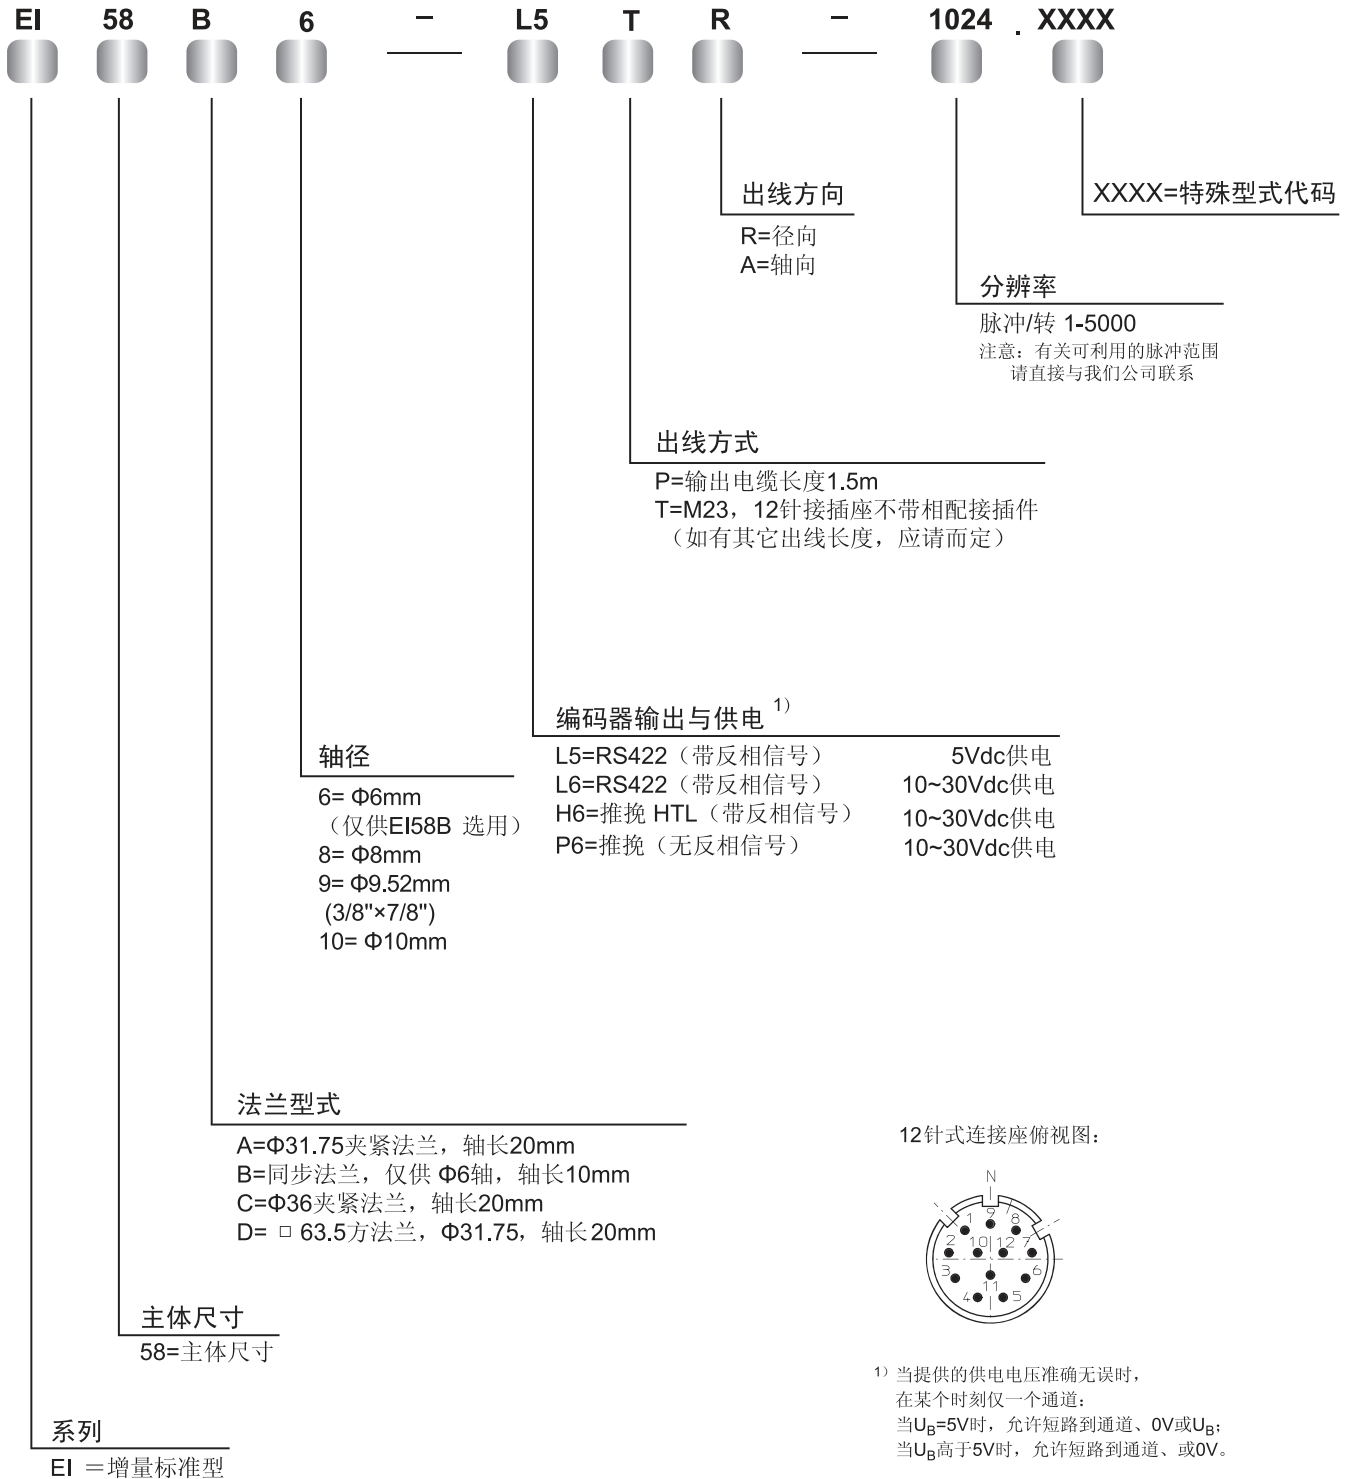 EI 58 B 6 — L5 T R — 1024 . XXXX
出线方向
R=径向
A=轴向
XXXX=特殊型式代码
分辨率
脉冲/转 1-5000
注意：有关可利用的脉冲范围
请直接与我们公司联系
出线方式
P=输出电缆长度1.5m
T=M23，12针接插座不带相配接插件
（如有其它出线长度，应请而定）
编码器输出与供电 1）
L5=RS422（带反相信号） 5Vdc供电
L6=RS422（带反相信号） 10~30Vdc供电
H6=推挽 HTL（带反相信号） 10~30Vdc供电
P6=推挽（无反相信号） 10~30Vdc供电
轴径
6= Φ6mm
（仅供EI58B 选用）
8= Φ8mm
9= Φ9.52mm
(3/8"×7/8")
10= Φ10mm
法兰型式
A=Φ31.75夹紧法兰，轴长20mm
B=同步法兰，仅供 Φ6轴，轴长10mm
C=Φ36夹紧法兰，轴长20mm
D= □ 63.5方法兰，Φ31.75，轴长20mm
主体尺寸
58=主体尺寸
系列
EI ＝增量标准型
12针式连接座俯视图：
N
1 9 8
2 10 12 7
3 11 6
4 5
1）当提供的供电电压准确无误时，
在某个时刻仅一个通道：
当UB=5V时，允许短路到通道、0V或UB；
当UB高于5V时，允许短路到通道、或0V。